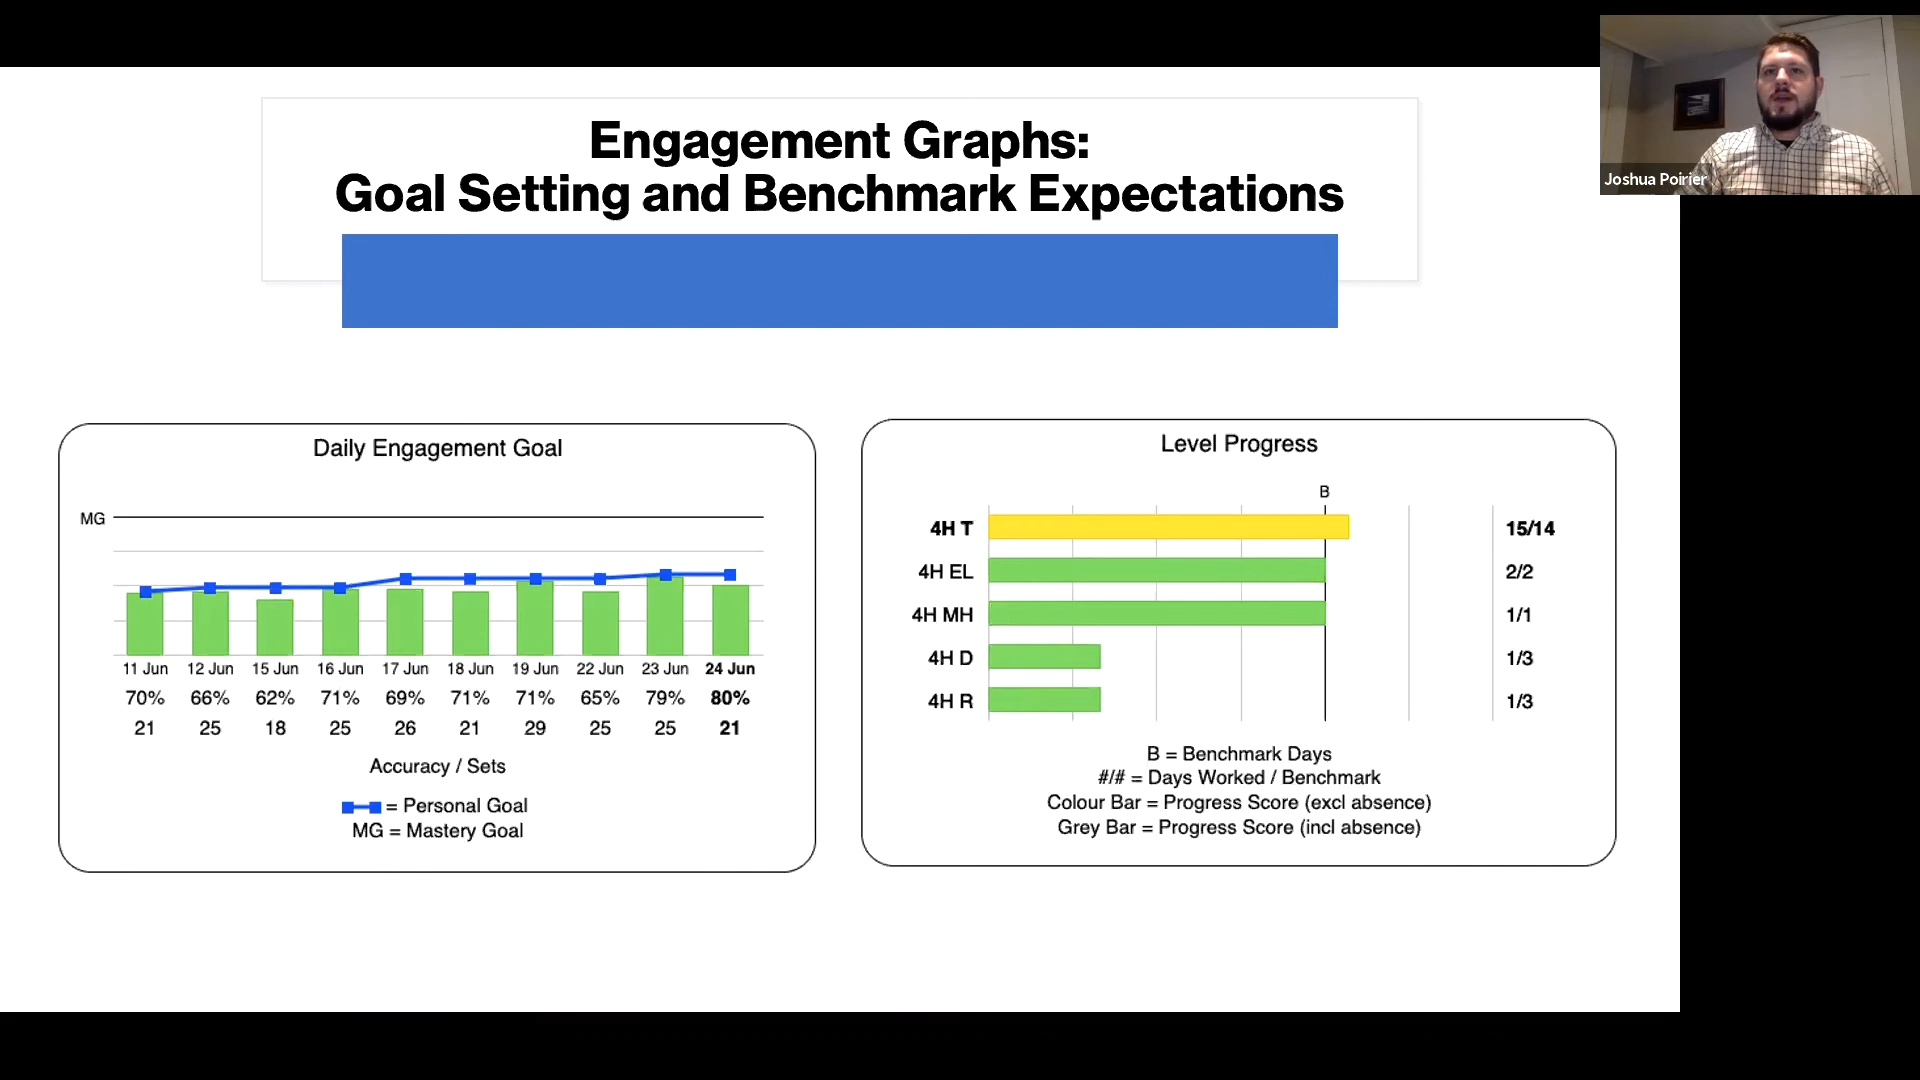 Engagement Graphs:
Goal Setting and Benchmark Expectations
Joshua Poirier
Daily Engagement Goal
MG
11 Jun 12 Jun 15 Jun 16 Jun 17 Jun 18 Jun 19 Jun 22 Jun 23 Jun 24 Jun
70% 66% 62% 71% 69% 71% 71% 65% 79% 80%
21 25 18 25 26 21 29 25 25 21
Accuracy / Sets
= Personal Goal
MG = Mastery Goal
Level Progress
B
4H T 15/14
4H EL 2/2
4H MH 1/1
4H D 1/3
4H R 1/3
B = Benchmark Days
#/# = Days Worked / Benchmark
Colour Bar = Progress Score (excl absence)
Grey Bar = Progress Score (incl absence)